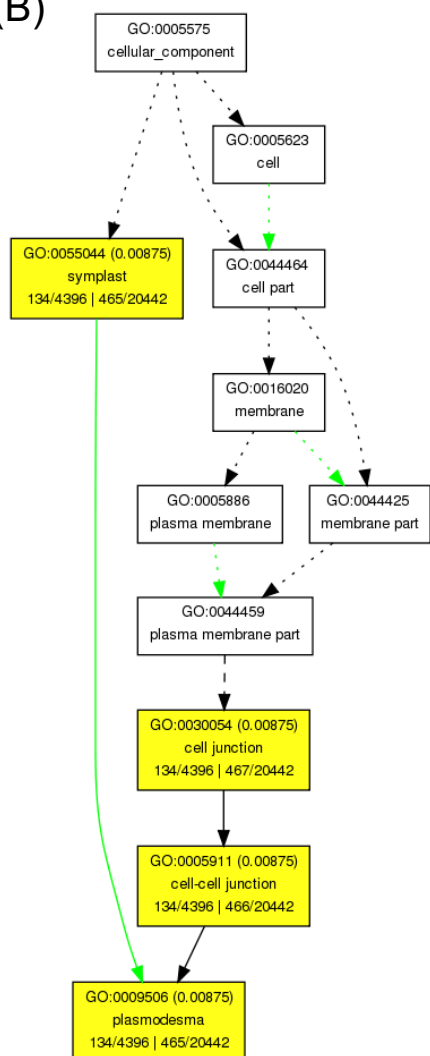 (B)
GO:0005575
cellular_component
GO:0005623
cell
GO:0055044 (0.00875)
symplast
134/4396 | 465/20442
GO:0044464
cell part
GO:0016020
membrane
GO:0005886
plasma membrane
GO:0044425
membrane part
GO:0044459
plasma membrane part
GO:0030054 (0.00875)
cell junction
134/4396 | 467/20442
GO:0005911 (0.00875)
cell-cell junction
134/4396 | 466/20442
GO:0009506 (0.00875)
plasmodesma
134/4396 | 465/20442